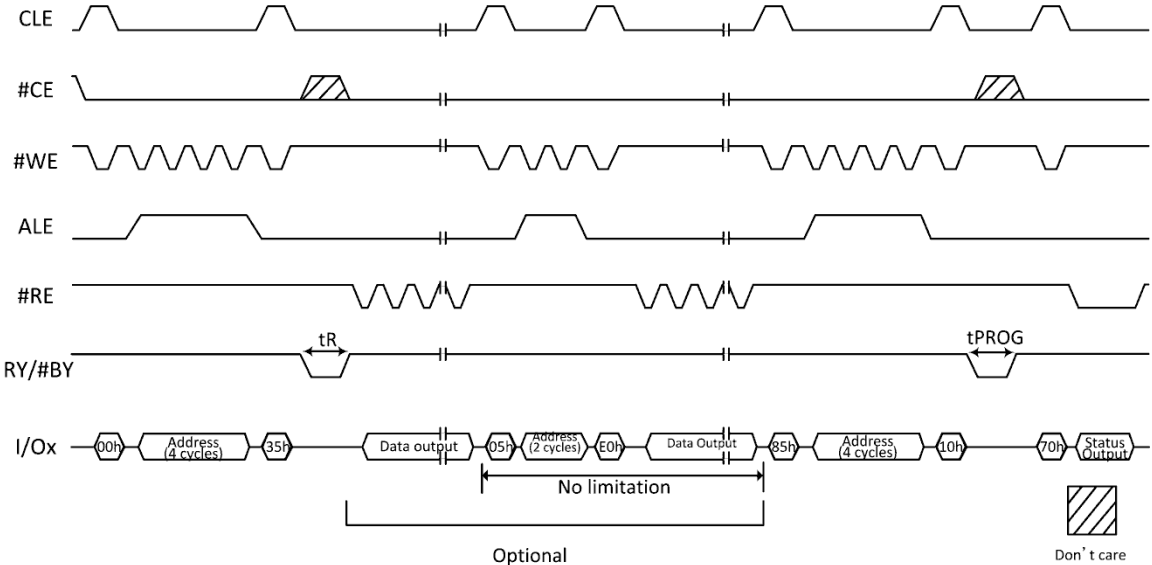 CLE
#CE
#WE
ALE
#RE
tR
tPROG
RY/#BY
I/Ox
00h
Address
(4 cycles)
35h
Data output
05h
Address
(2 cycles)
E0h
Data Output
85h
Address
(4 cycles)
10h
70h
Status
Output
No limitation
Optional
Don't care